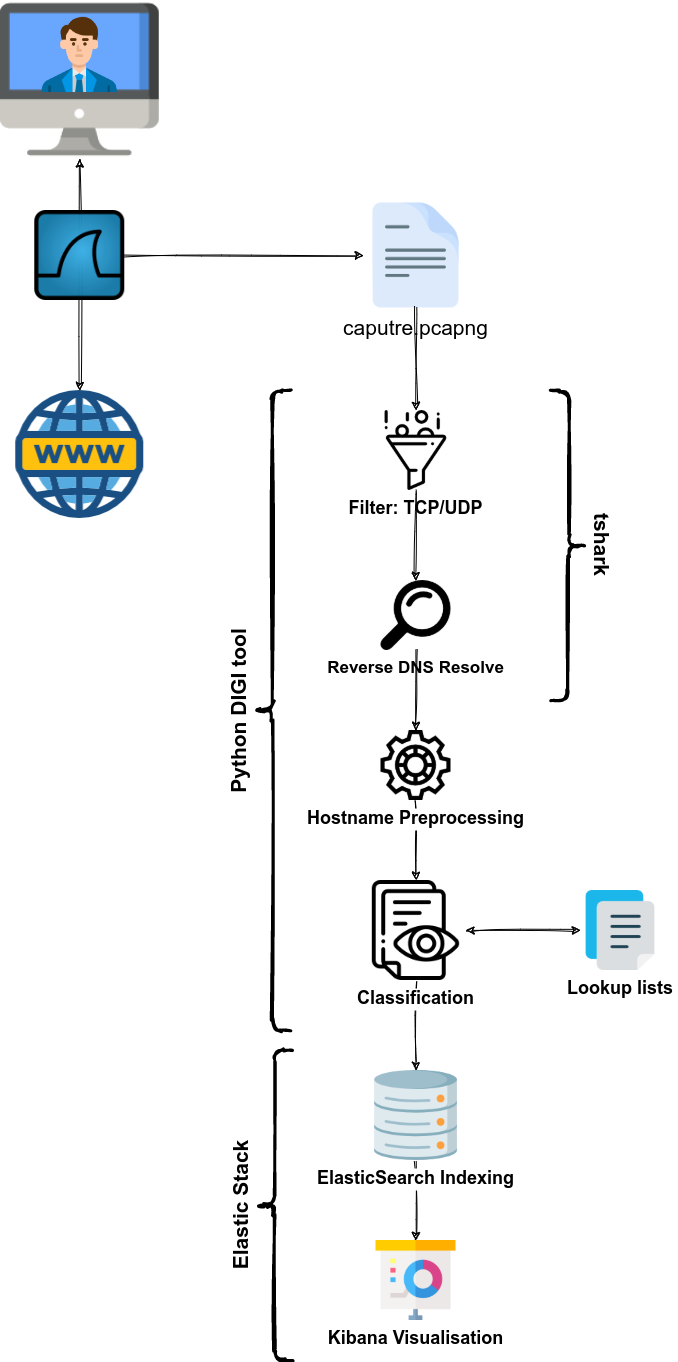 caputre.pcapng
WWW
Filter: TCP/UDP
tshark
Reverse DNS Resolve
Python DIGI tool
Hostname Preprocessing
Classification
Lookup lists
ElasticSearch Indexing
Elastic Stack
Kibana Visualisation